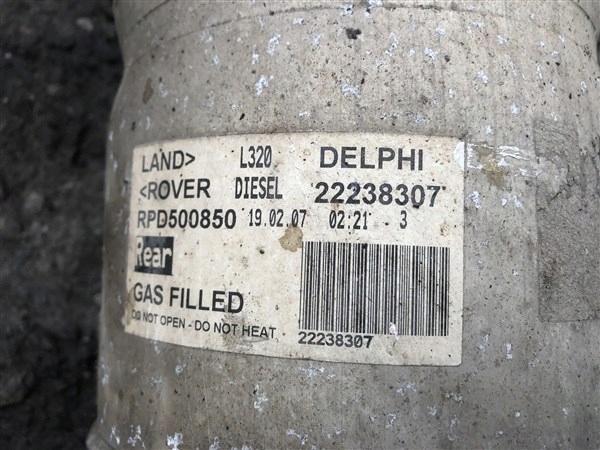 LAND> L320 DELPHI
<ROVER DIESEL 22238307
RPD500850 19.02.07 02:21 3
Rear
GAS FILLED
DO NOT OPEN - DO NOT HEAT
22238307